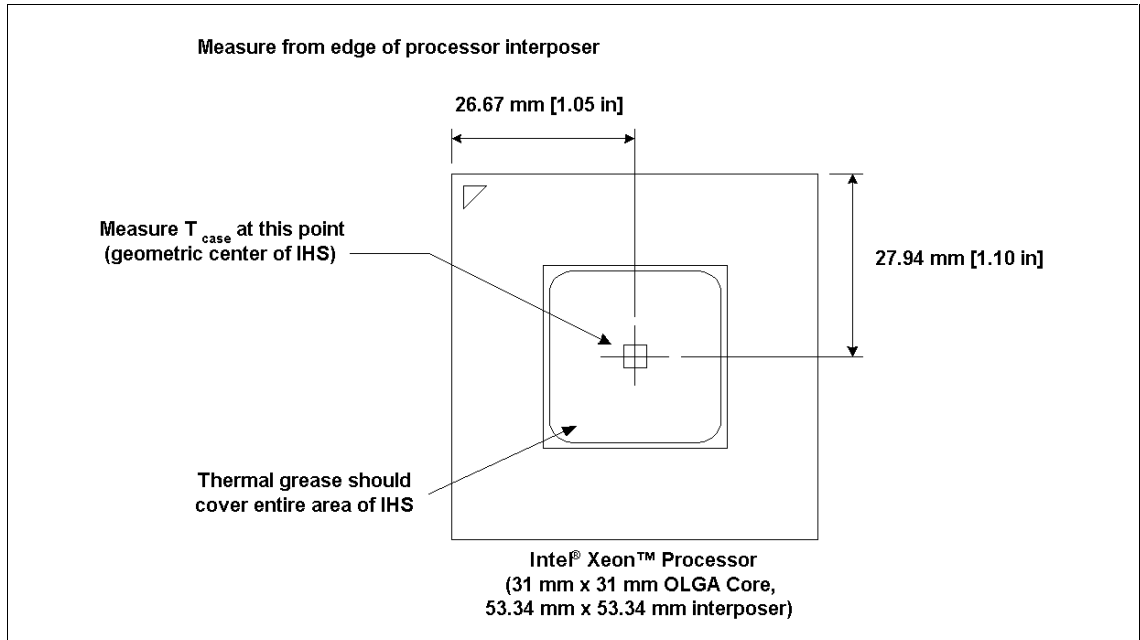 Measure from edge of processor interposer
26.67 mm [1.05 in]
Measure T case at this point
(geometric center of IHS)
27.94 mm [1.10 in]
Thermal grease should
cover entire area of IHS
Intel® Xeon™ Processor
(31 mm x 31 mm OLGA Core,
53.34 mm x 53.34 mm interposer)